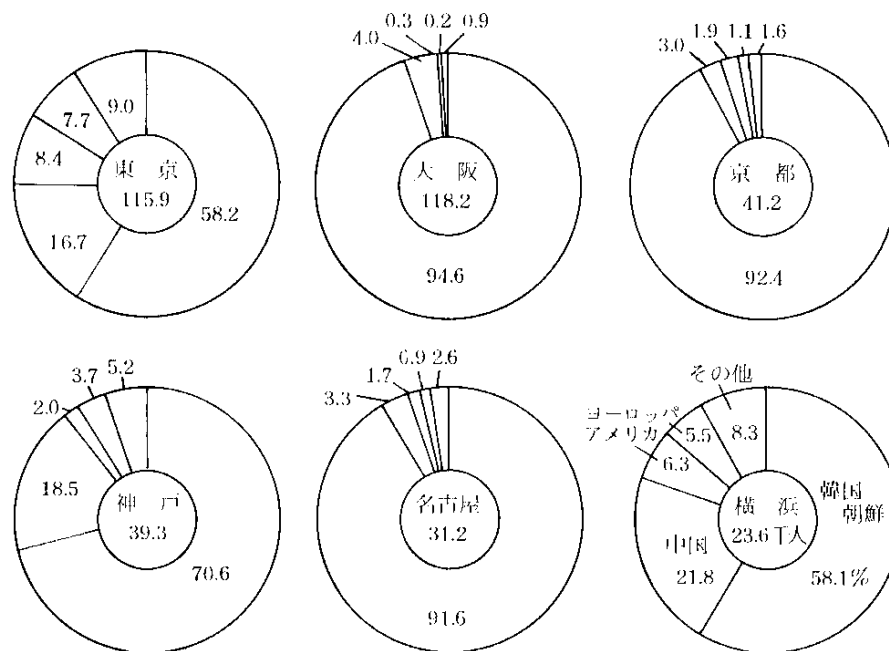 9.0
7.7
8.4
16.7
58.2
東京
115.9
0.3
0.2
0.9
4.0
大阪
118.2
94.6
1.9
1.1
1.6
3.0
京都
41.2
92.4
5.2
3.7
2.0
18.5
神戸
39.3
70.6
0.9
2.6
1.7
3.3
名古屋
31.2
91.6
その他
ヨーロッパ
アメリカ
5.5
8.3
6.3
横浜
23.6千人
韓国
朝鮮
中国
21.8
58.1%